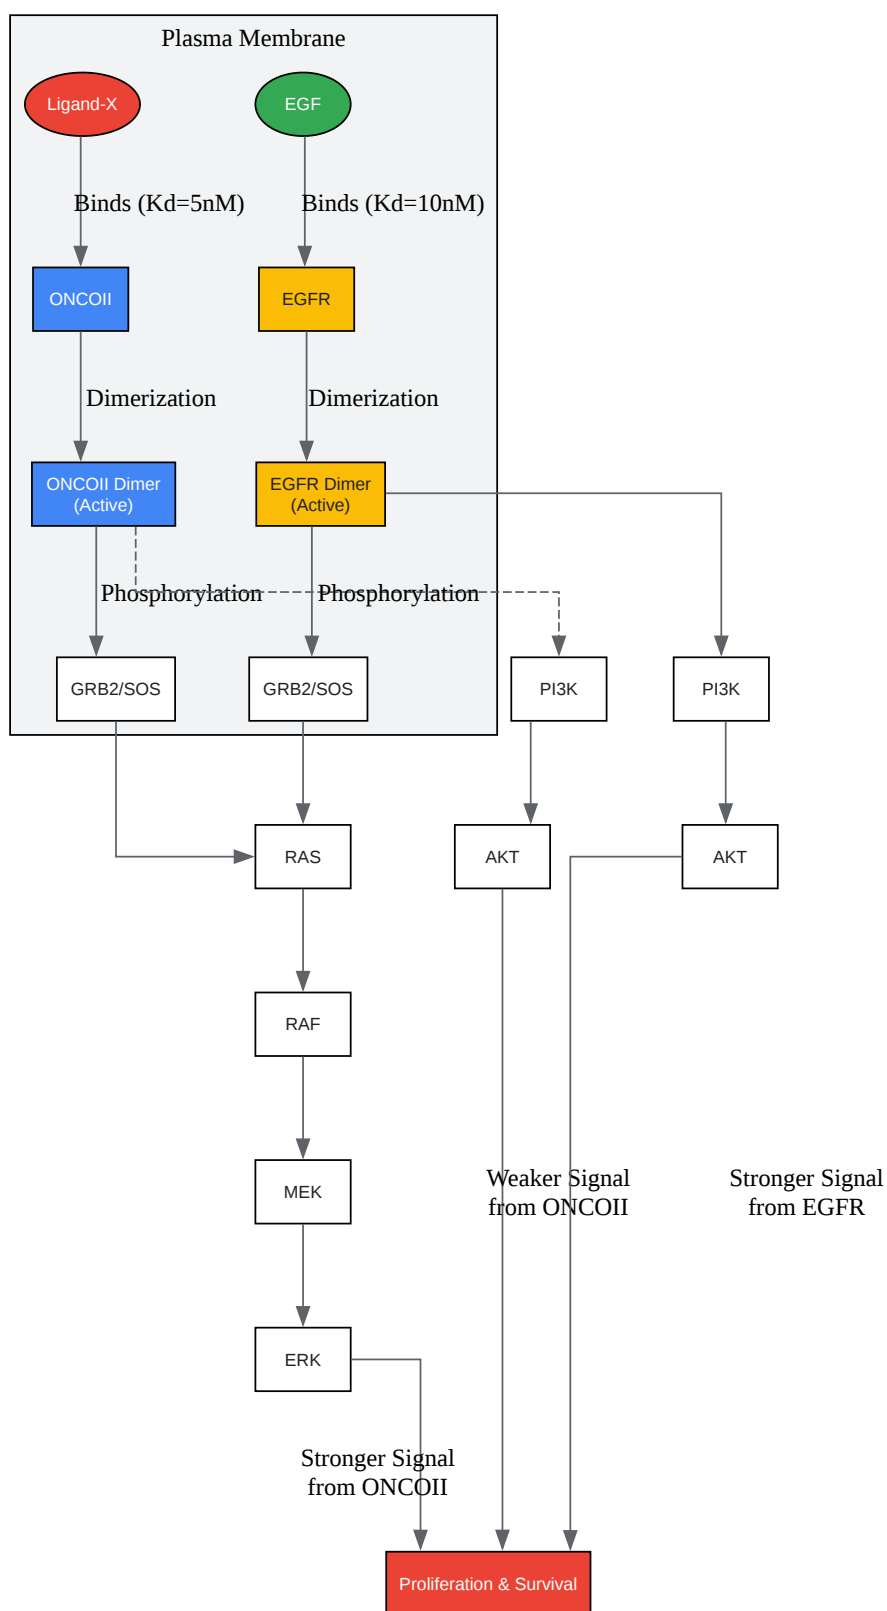 Plasma Membrane
Ligand-X
EGF
Binds (Kd=5nM)
Binds (Kd=10nM)
ONCOII
EGFR
Dimerization
Dimerization
ONCOII Dimer
(Active)
EGFR Dimer
(Active)
Phosphorylation
Phosphorylation
GRB2/SOS
GRB2/SOS
PI3K
PI3K
RAS
AKT
AKT
RAF
MEK
Weaker Signal
from ONCOII
Stronger Signal
from EGFR
ERK
Stronger Signal
from ONCOII
Proliferation & Survival